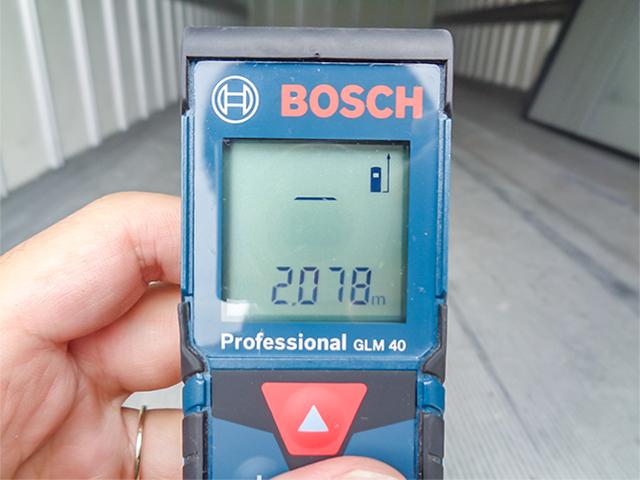 BOSCH
2.078m
Professional GLM 40